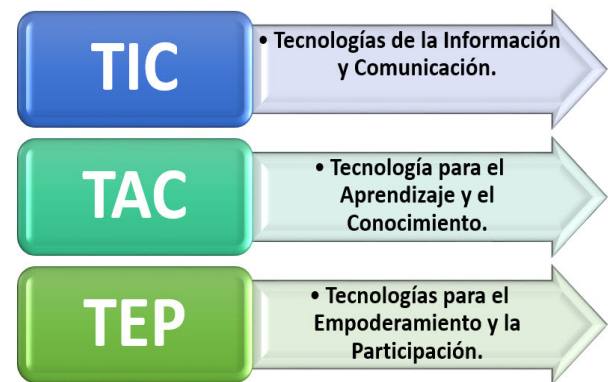 TIC
• Tecnologías de la Información
y Comunicación.
TAC
• Tecnología para el
Aprendizaje y el
Conocimiento.
TEP
• Tecnologías para el
Empoderamiento y la
Participación.